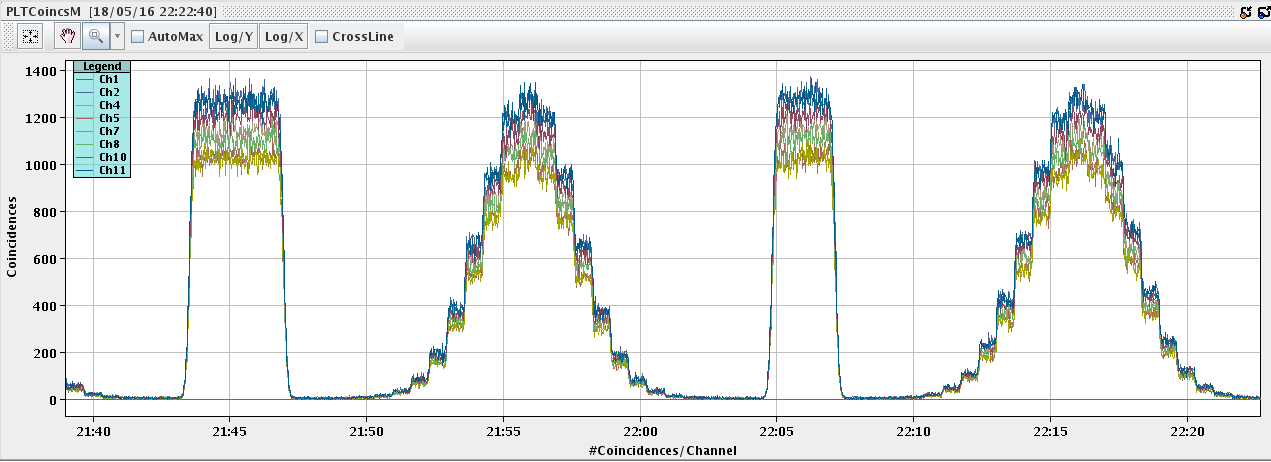 PLTCoincsM [18/05/16 22:22:40]
AutoMax Log/Y Log/X CrossLine
Legend
Ch1
Ch2
Ch4
Ch5
Ch7
Ch8
Ch10
Ch11
Coincidences
1400
1200
1000
800
600
400
200
0
21:40 21:45 21:50 21:55 22:00 22:05 22:10 22:15 22:20
#Coincidences/Channel